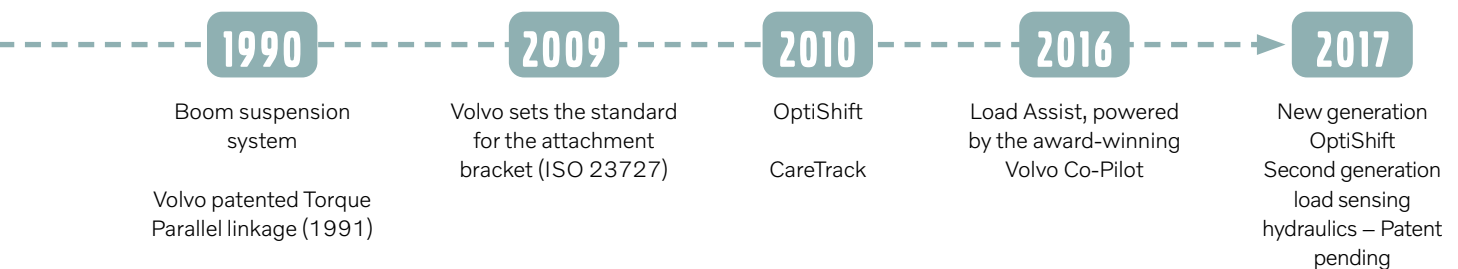 1990
Boom suspension
system
Volvo patented Torque
Parallel linkage (1991)
2009
Volvo sets the standard
for the attachment
bracket (ISO 23727)
2010
OptiShift
CareTrack
2016
Load Assist, powered
by the award-winning
Volvo Co-Pilot
2017
New generation
OptiShift
Second generation
load sensing
hydraulics – Patent
pending